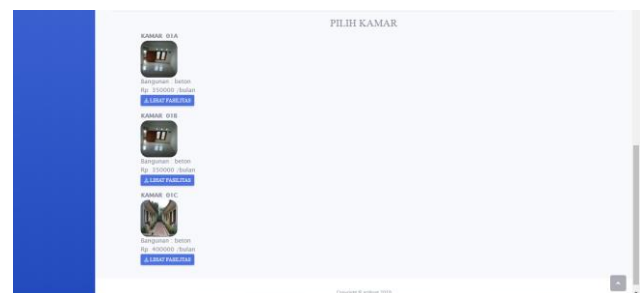 PILIH KAMAR
KAMAR 01A
Bangunan : beton
Rp 350000 /bulan
LIHAT FASILITAS
KAMAR 01B
Bangunan : beton
Rp 350000 /bulan
LIHAT FASILITAS
KAMAR 01C
Bangunan : beton
Rp 400000 /bulan
LIHAT FASILITAS